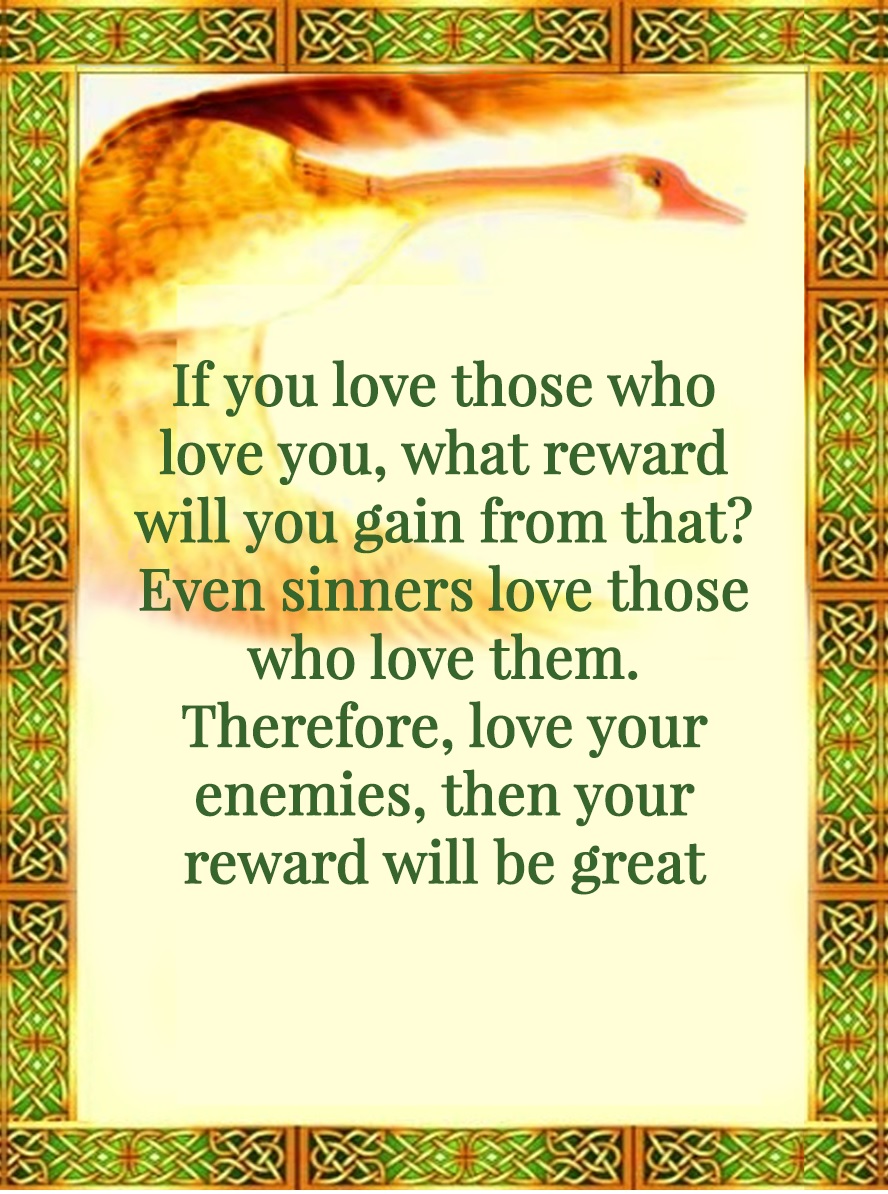 If you love those who
love you, what reward
will you gain from that?
Even sinners love those
who love them.
Therefore, love your
enemies, then your
reward will be great